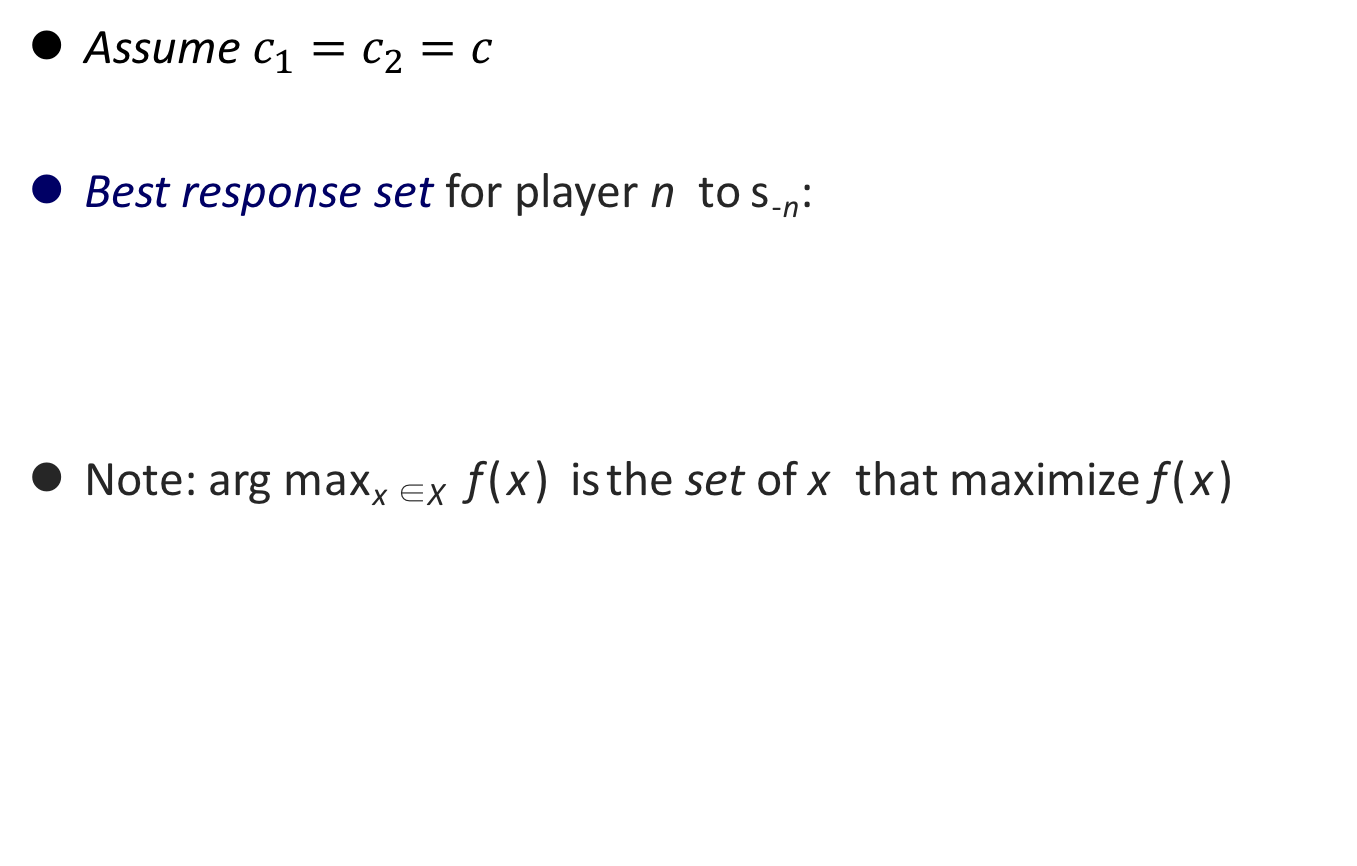 ● Assume c₁ = c₂ = c
● Best response set for player n to s₋ₙ:
● Note: arg maxₓ ∈X f(x) is the set of x that maximize f(x)